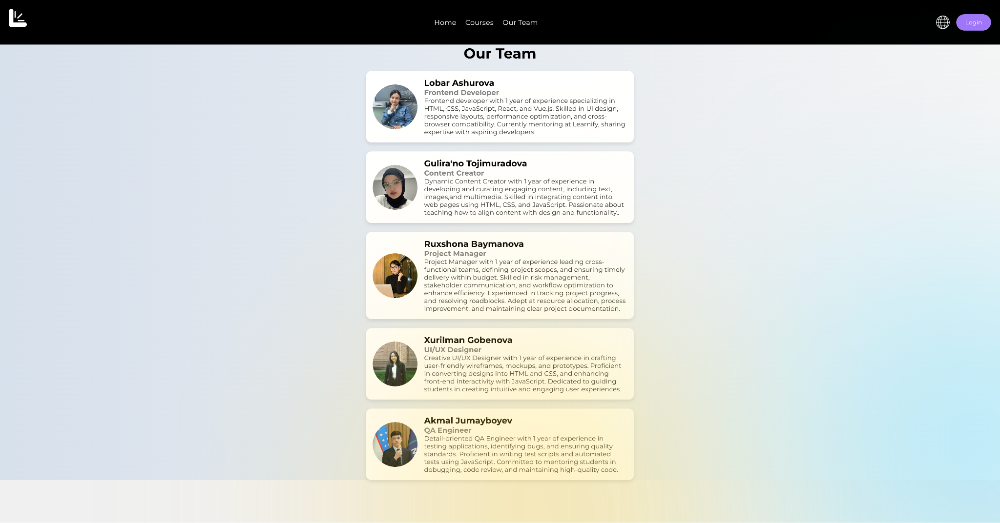 Home Courses Our Team
Login
Our Team
Lobar Ashurova
Frontend Developer
Frontend developer with 1 year of experience specializing in
HTML, CSS, JavaScript, React, and Vue.js. Skilled in UI design,
responsive layouts, performance optimization, and cross-
browser compatibility. Currently mentoring at Learnify, sharing
expertise with aspiring developers.
Gulira'no Tojimuradova
Content Creator
Dynamic Content Creator with 1 year of experience in
developing and curating engaging content, including text,
images,and multimedia. Skilled in integrating content into
web pages using HTML, CSS, and JavaScript. Passionate about
teaching how to align content with design and functionality..
Ruxshona Baymanova
Project Manager
Project Manager with 1 year of experience leading cross-
functional teams, defining project scopes, and ensuring timely
delivery within budget. Skilled in risk management,
stakeholder communication, and workflow optimization to
enhance efficiency. Experienced in tracking project progress,
and resolving roadblocks. Adept at resource allocation, process
improvement, and maintaining clear project documentation.
Xurilman Gobenova
UI/UX Designer
Creative UI/UX Designer with 1 year of experience in crafting
user-friendly wireframes, mockups, and prototypes. Proficient
in converting designs into HTML and CSS, and enhancing
front-end interactivity with JavaScript. Dedicated to guiding
students in creating intuitive and engaging user experiences.
Akmal Jumayboyev
QA Engineer
Detail-oriented QA Engineer with 1 year of experience in
testing applications, identifying bugs, and ensuring quality
standards. Proficient in writing test scripts and automated
tests using JavaScript. Committed to mentoring students in
debugging, code review, and maintaining high-quality code.